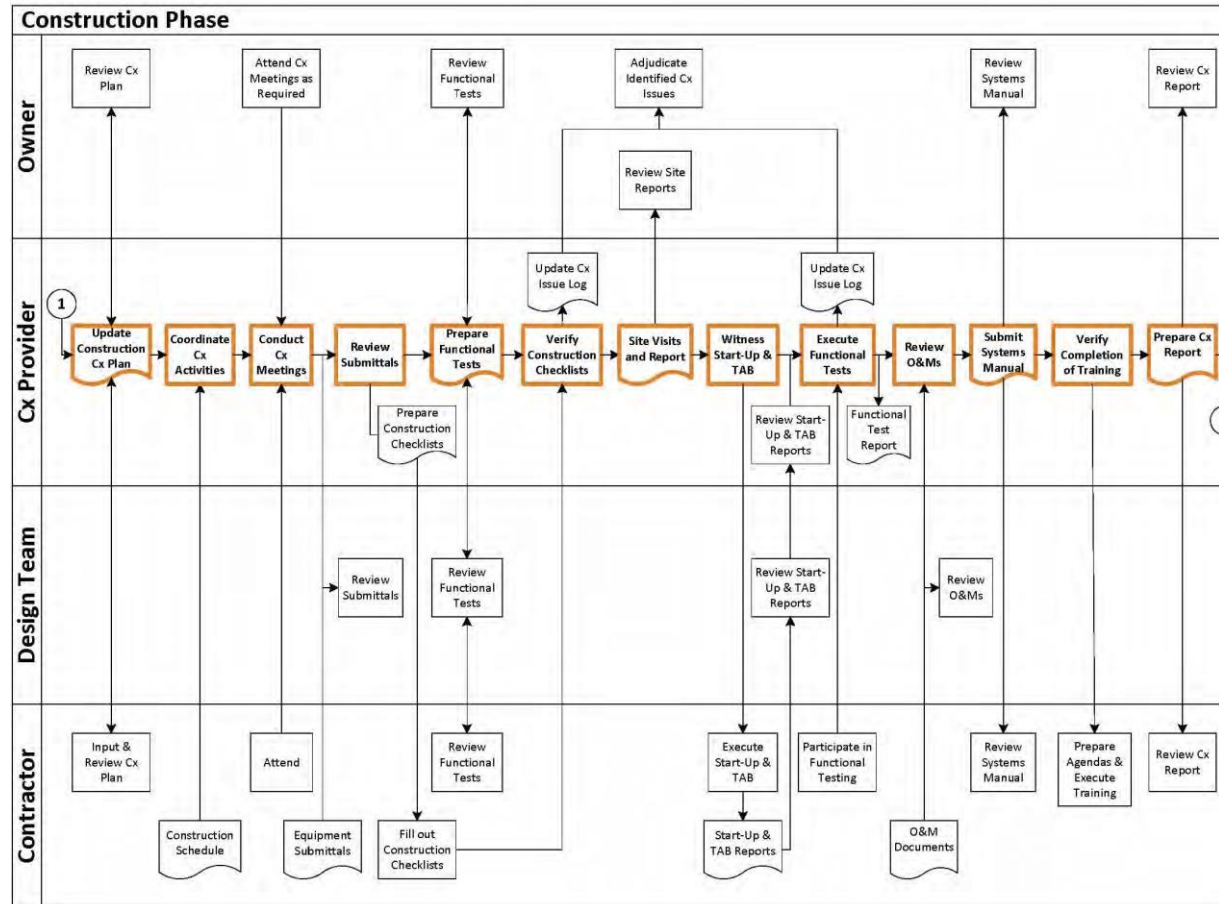 Construction Phase
Owner
Review Cx
Plan
Attend Cx
Meetings as
Required
Review
Functional
Tests
Adjudicate
Identified Cx
Issues
Review
Systems
Manual
Review Cx
Report
Review Site
Reports
Cx Provider
1
Update Cx
Issue Log
Update Cx
Issue Log
Update
Construction
Cx Plan
Coordinate
Cx
Activities
Conduct
Cx
Meetings
Review
Submittals
Prepare
Functional
Tests
Verify
Construction
Checklists
Site Visits
and Report
Witness
Start-Up &
TAB
Execute
Functional
Tests
Review
O&Ms
Submit
Systems
Manual
Verify
Completion
of Training
Prepare Cx
Report
Prepare
Construction
Checklists
Review Start-
Up & TAB
Reports
Functional
Test
Report
Design Team
Review
Submittals
Review
Functional
Tests
Review Start-
Up & TAB
Reports
Review
O&Ms
Contractor
Input &
Review Cx
Plan
Attend
Review
Functional
Tests
Execute
Start-Up &
TAB
Participate in
Functional
Testing
Review
Systems
Manual
Prepare
Agendas &
Execute
Training
Review Cx
Report
Construction
Schedule
Equipment
Submittals
Fill out
Construction
Checklists
Start-Up &
TAB Reports
O&M
Documents